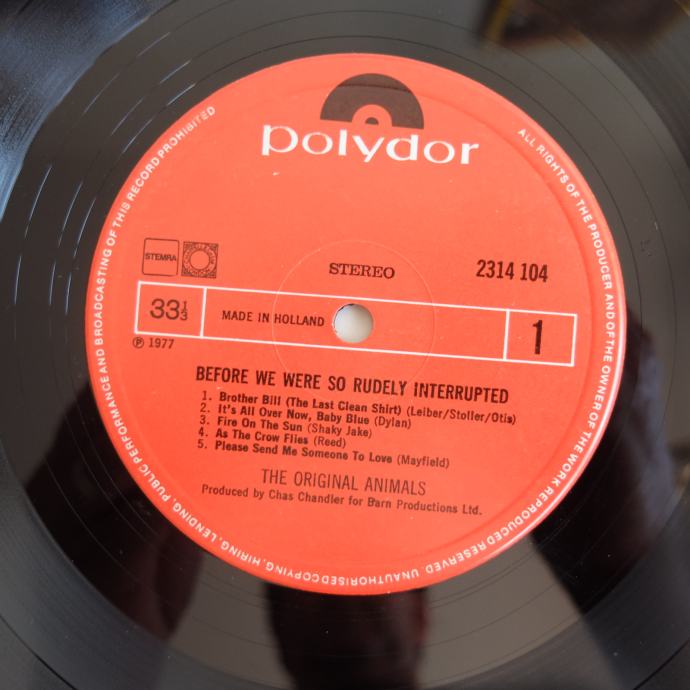 polydor
STEMRA
STEREO
2314 104
33⅓
MADE IN HOLLAND
1
℗ 1977
BEFORE WE WERE SO RUDELY INTERRUPTED
1. Brother Bill (The Last Clean Shirt) (Leiber/Stoller/Otis)
2. It's All Over Now, Baby Blue (Dylan)
3. Fire On The Sun (Shaky Jake)
4. As The Crow Flies (Reed)
5. Please Send Me Someone To Love (Mayfield)
THE ORIGINAL ANIMALS
Produced by Chas Chandler for Barn Productions Ltd.
ALL RIGHTS OF THE PRODUCER AND OF THE OWNER OF THE WORK REPRODUCED RESERVED. UNAUTHORISED COPYING, HIRING, LENDING, PUBLIC PERFORMANCE AND BROADCASTING OF THIS RECORD PROHIBITED